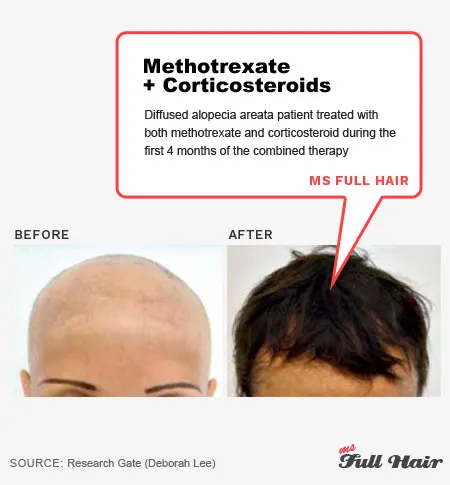 Methotrexate
+ Corticosteroids
Diffused alopecia areata patient treated with
both methotrexate and corticosteroid during the
first 4 months of the combined therapy
MS FULL HAIR
BEFORE
AFTER
SOURCE: Research Gate (Deborah Lee)
ms
Full Hair